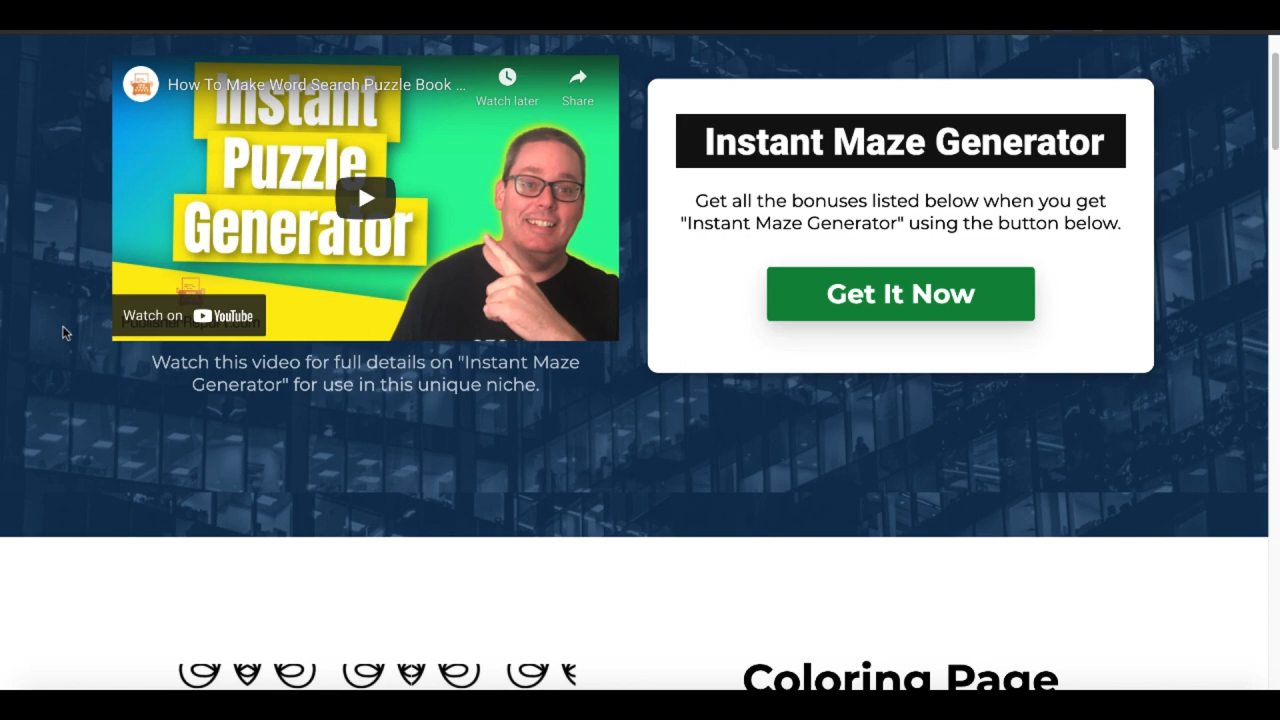 How To Make Word Search Puzzle Book ...
Watch later
Share
Instant
Puzzle
Generator
Watch on YouTube
PublisherReport.com
Watch this video for full details on "Instant Maze
Generator" for use in this unique niche.
Instant Maze Generator
Get all the bonuses listed below when you get
"Instant Maze Generator" using the button below.
Get It Now
Coloring Page